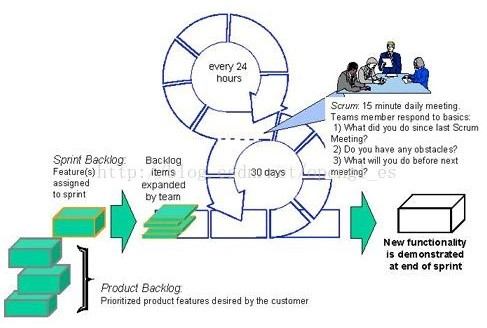 every 24
hours
Scrum: 15 minute daily meeting.
Teams member respond to basics:
1) What did you do since last Scrum
Meeting?
2) Do you have any obstacles?
3) What will you do before next
meeting?
Sprint Backlog:
Feature(s)
assigned
to sprint
Backlog
items
expanded
by team
30 days
New functionality
is demonstrated
at end of sprint
Product Backlog:
Prioritized product features desired by the customer